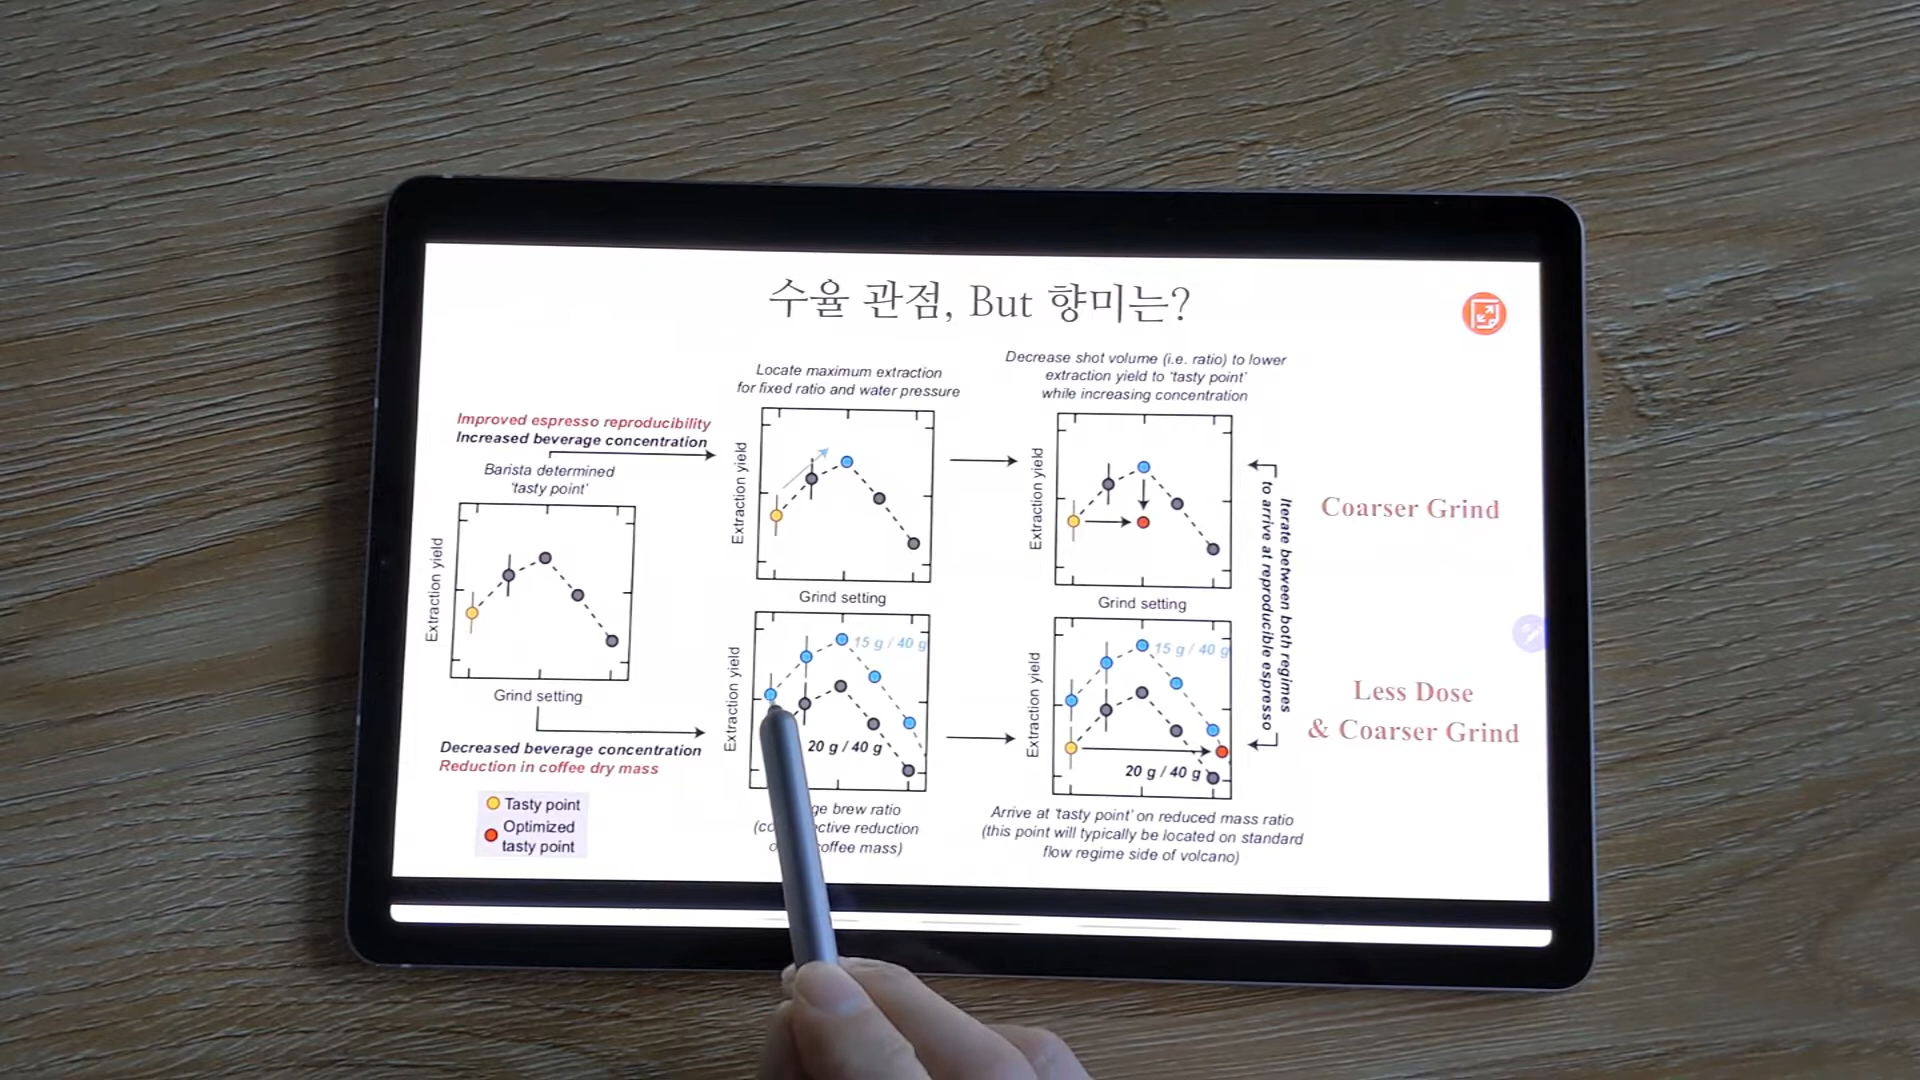 수율 관점, But 향미는?
Improved espresso reproducibility
Increased beverage concentration
Barista determined
'tasty point'
Extraction yield
Grind setting
Decreased beverage concentration
Reduction in coffee dry mass
Tasty point
Optimized
tasty point
Locate maximum extraction
for fixed ratio and water pressure
Extraction yield
Grind setting
Decrease shot volume (i.e. ratio) to lower
extraction yield to 'tasty point'
while increasing concentration
Extraction yield
Grind setting
Extraction yield
15 g / 40 g
20 g / 40 g
brew ratio
reduction
coffee mass)
Extraction yield
15 g / 40 g
20 g / 40 g
Arrive at 'tasty point' on reduced mass ratio
(this point will typically be located on standard
flow regime side of volcano)
Iterate between both regimes
to arrive at reproducible espresso
Coarser Grind
Less Dose
& Coarser Grind